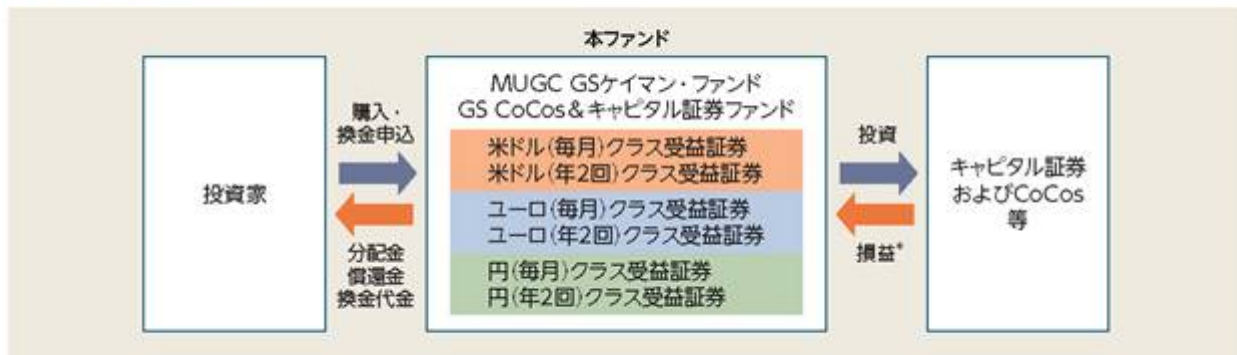 本ファンド
投資家
購入・
換金申込
分配金
償還金
換金代金
MUGC GSケイマン・ファンド
GS CoCos&キャピタル証券ファンド
米ドル(毎月)クラス受益証券
米ドル(年2回)クラス受益証券
ユーロ(毎月)クラス受益証券
ユーロ(年2回)クラス受益証券
円(毎月)クラス受益証券
円(年2回)クラス受益証券
投資
損益*
キャピタル証券
およびCoCos
等